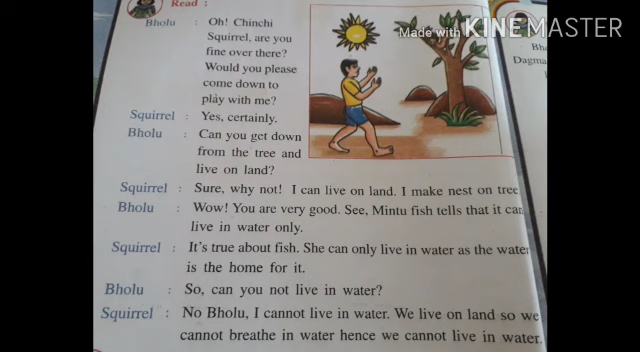 Read :
Bholu : Oh! Chinchi
Squirrel, are you
fine over there?
Would you please
come down to
play with me?
Squirrel : Yes, certainly.
Bholu : Can you get down
from the tree and
live on land?
Squirrel : Sure, why not! I can live on land. I make nest on tree
Bholu : Wow! You are very good. See, Mintu fish tells that it can
live in water only.
Squirrel : It's true about fish. She can only live in water as the water
is the home for it.
Bholu : So, can you not live in water?
Squirrel : No Bholu, I cannot live in water. We live on land so we
cannot breathe in water hence we cannot live in water.
Made with KINEMASTER
Dagma